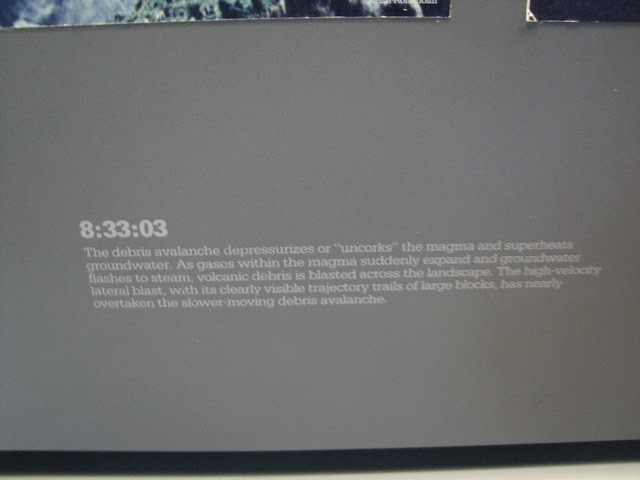 8:33:03
The debris avalanche depressurizes or “uncorks” the magma and superheats
groundwater. As gases within the magma suddenly expand and groundwater
flashes to steam, volcanic debris is blasted across the landscape. The high-velocity
lateral blast, with its clearly visible trajectory trails of large blocks, has nearly
overtaken the slower-moving debris avalanche.